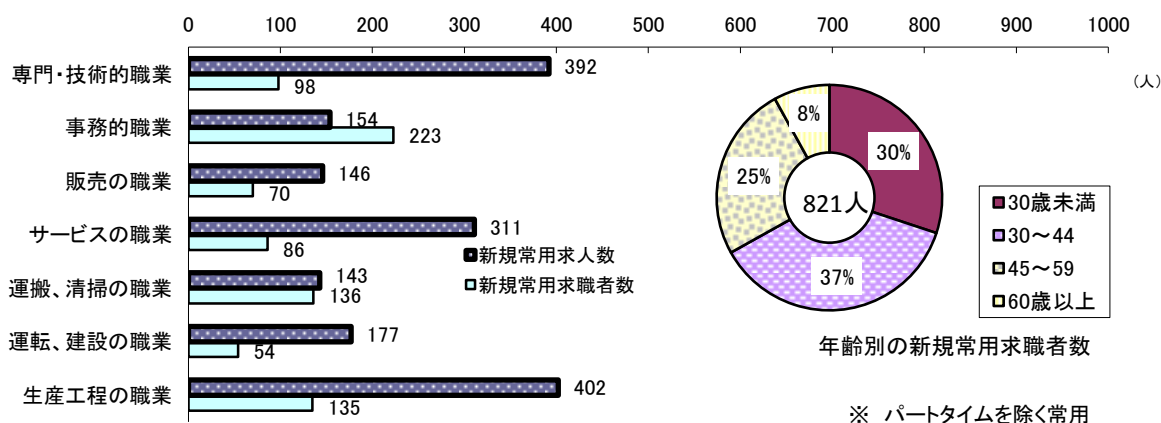 0 100 200 300 400 500 600 700 800 900 1000
(人)
専門・技術的職業 392
98
事務的職業 154
223
販売の職業 146
70
サービスの職業 311
86
運搬、清掃の職業 143
136
運転、建設の職業 177
54
生産工程の職業 402
135
新規常用求人数
新規常用求職者数
8%
30%
25%
821人
37%
30歳未満
30～44
45～59
60歳以上
年齢別の新規常用求職者数
※ パートタイムを除く常用